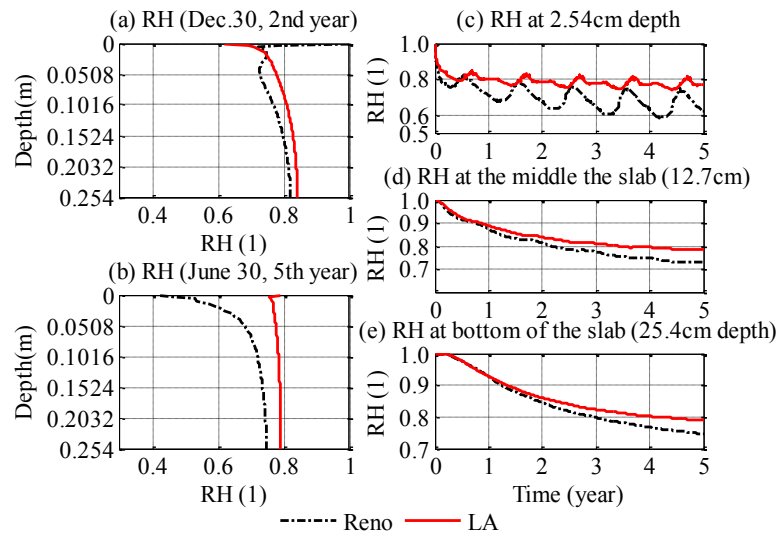 (a) RH (Dec.30, 2nd year)
0
0.0508
0.1016
0.1524
0.2032
0.254
Depth(m)
0.4 0.6 0.8 1
RH (1)
(b) RH (June 30, 5th year)
0
0.0508
0.1016
0.1524
0.2032
0.254
Depth(m)
0.4 0.6 0.8 1
RH (1)
(c) RH at 2.54cm depth
1.0
0.8
0.6
0.5
RH (1)
0 1 2 3 4 5
(d) RH at the middle the slab (12.7cm)
1.0
0.9
0.8
0.7
RH (1)
0 1 2 3 4 5
(e) RH at bottom of the slab (25.4cm depth)
1.0
0.9
0.8
0.7
RH (1)
0 1 2 3 4 5
Time (year)
Reno LA